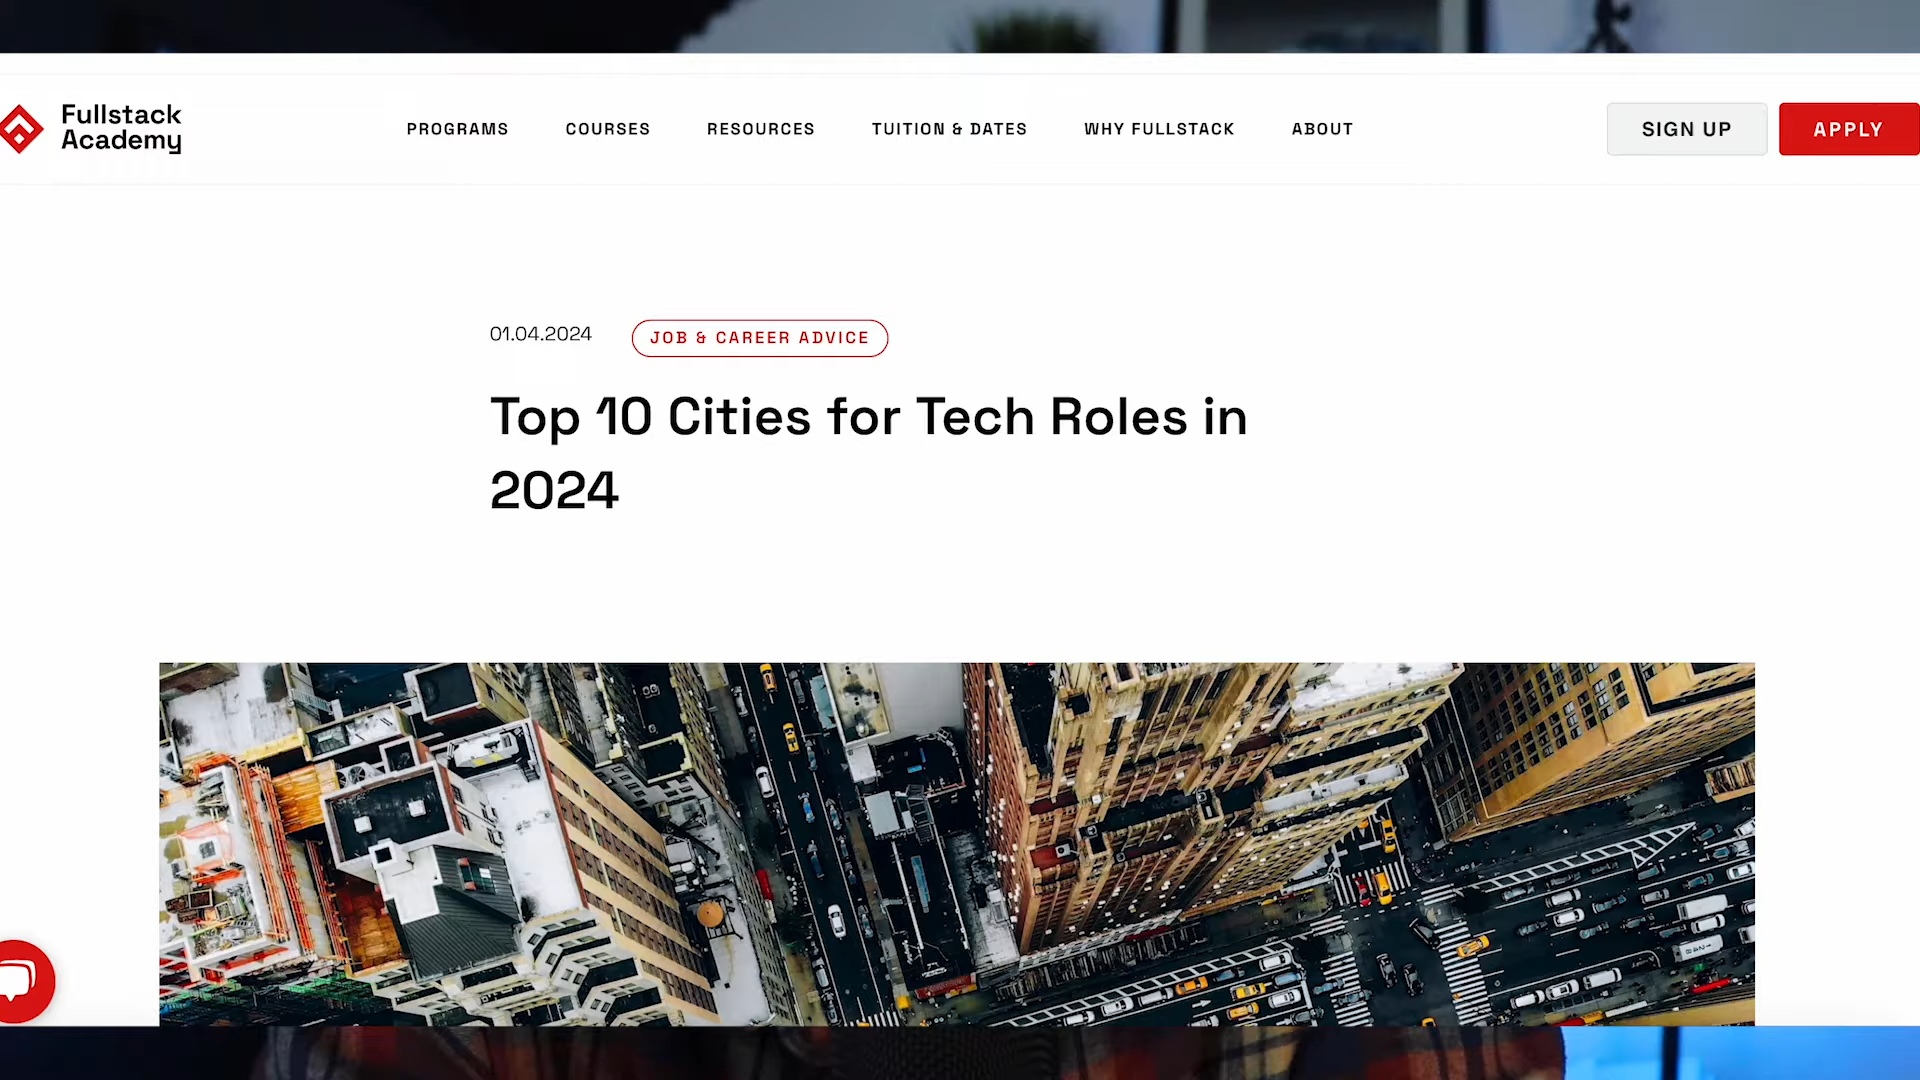 Fullstack
Academy
PROGRAMS
COURSES
RESOURCES
TUITION & DATES
WHY FULLSTACK
ABOUT
SIGN UP
APPLY
01.04.2024
JOB & CAREER ADVICE
Top 10 Cities for Tech Roles in
2024